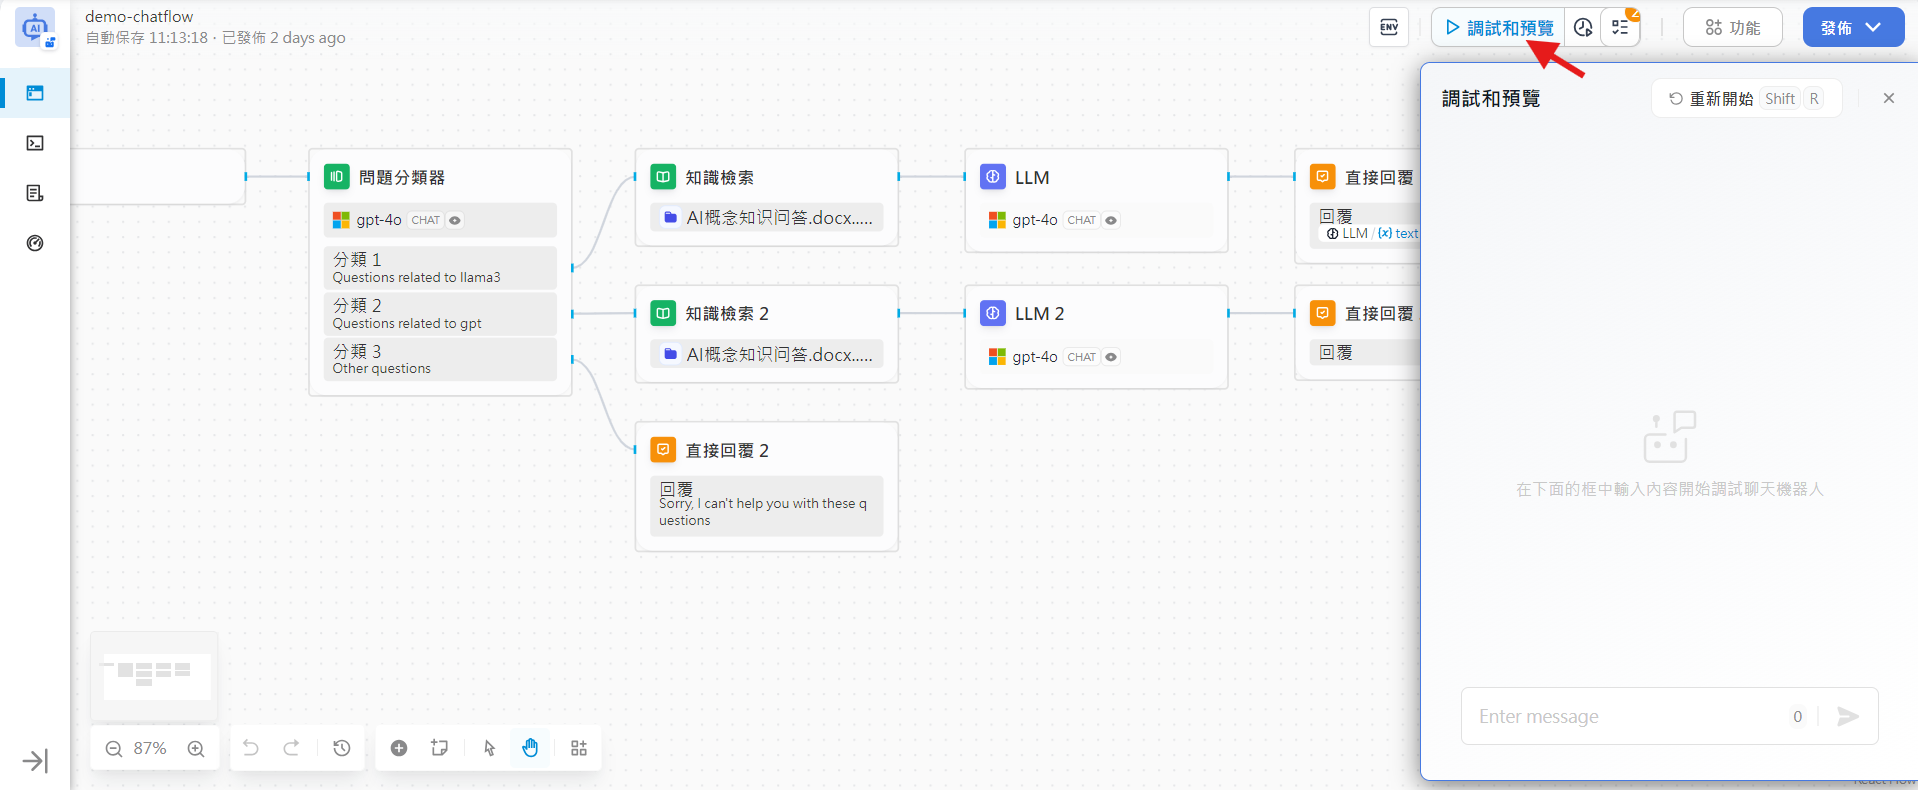 demo-chatflow
自動保存 11:13:18 · 已發佈 2 days ago
ENV
調試和預覽
2
功能
發佈
調試和預覽
重新開始 Shift R
問題分類器
gpt-4o CHAT
分類 1
Questions related to llama3
分類 2
Questions related to gpt
分類 3
Other questions
知識檢索
AI概念知识问答.docx.....
LLM
gpt-4o CHAT
直接回覆
回覆
LLM / (x) text
知識檢索 2
AI概念知识问答.docx.....
LLM 2
gpt-4o CHAT
直接回覆
回覆
直接回覆 2
回覆
Sorry, I can't help you with these q
uestions
在下面的框中輸入內容開始調試聊天機器人
Enter message 0
87%
React Flow